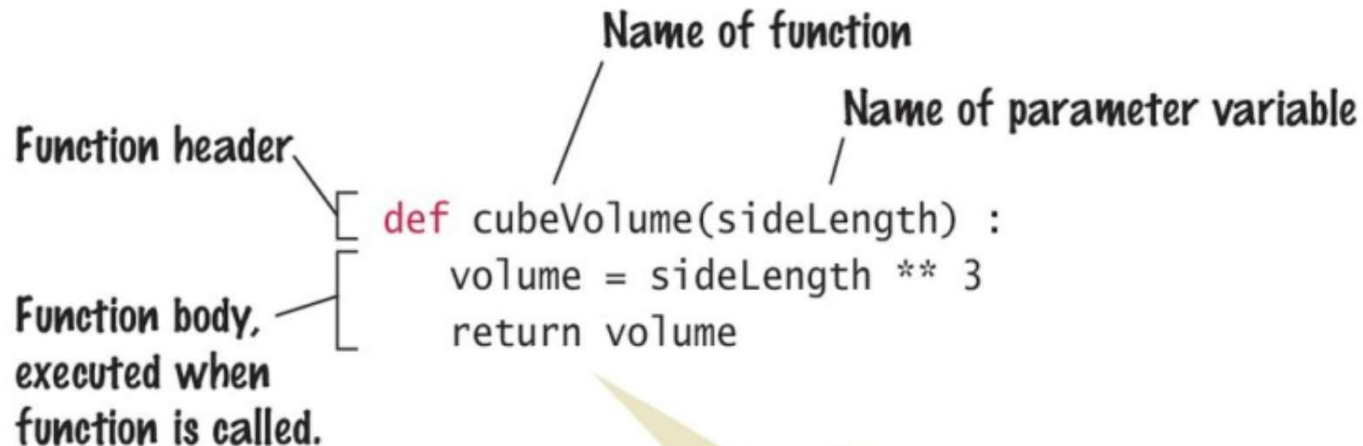 Name of function
Name of parameter variable
Function header
def cubeVolume(sideLength) :
volume = sideLength ** 3
return volume
Function body,
executed when
function is called.